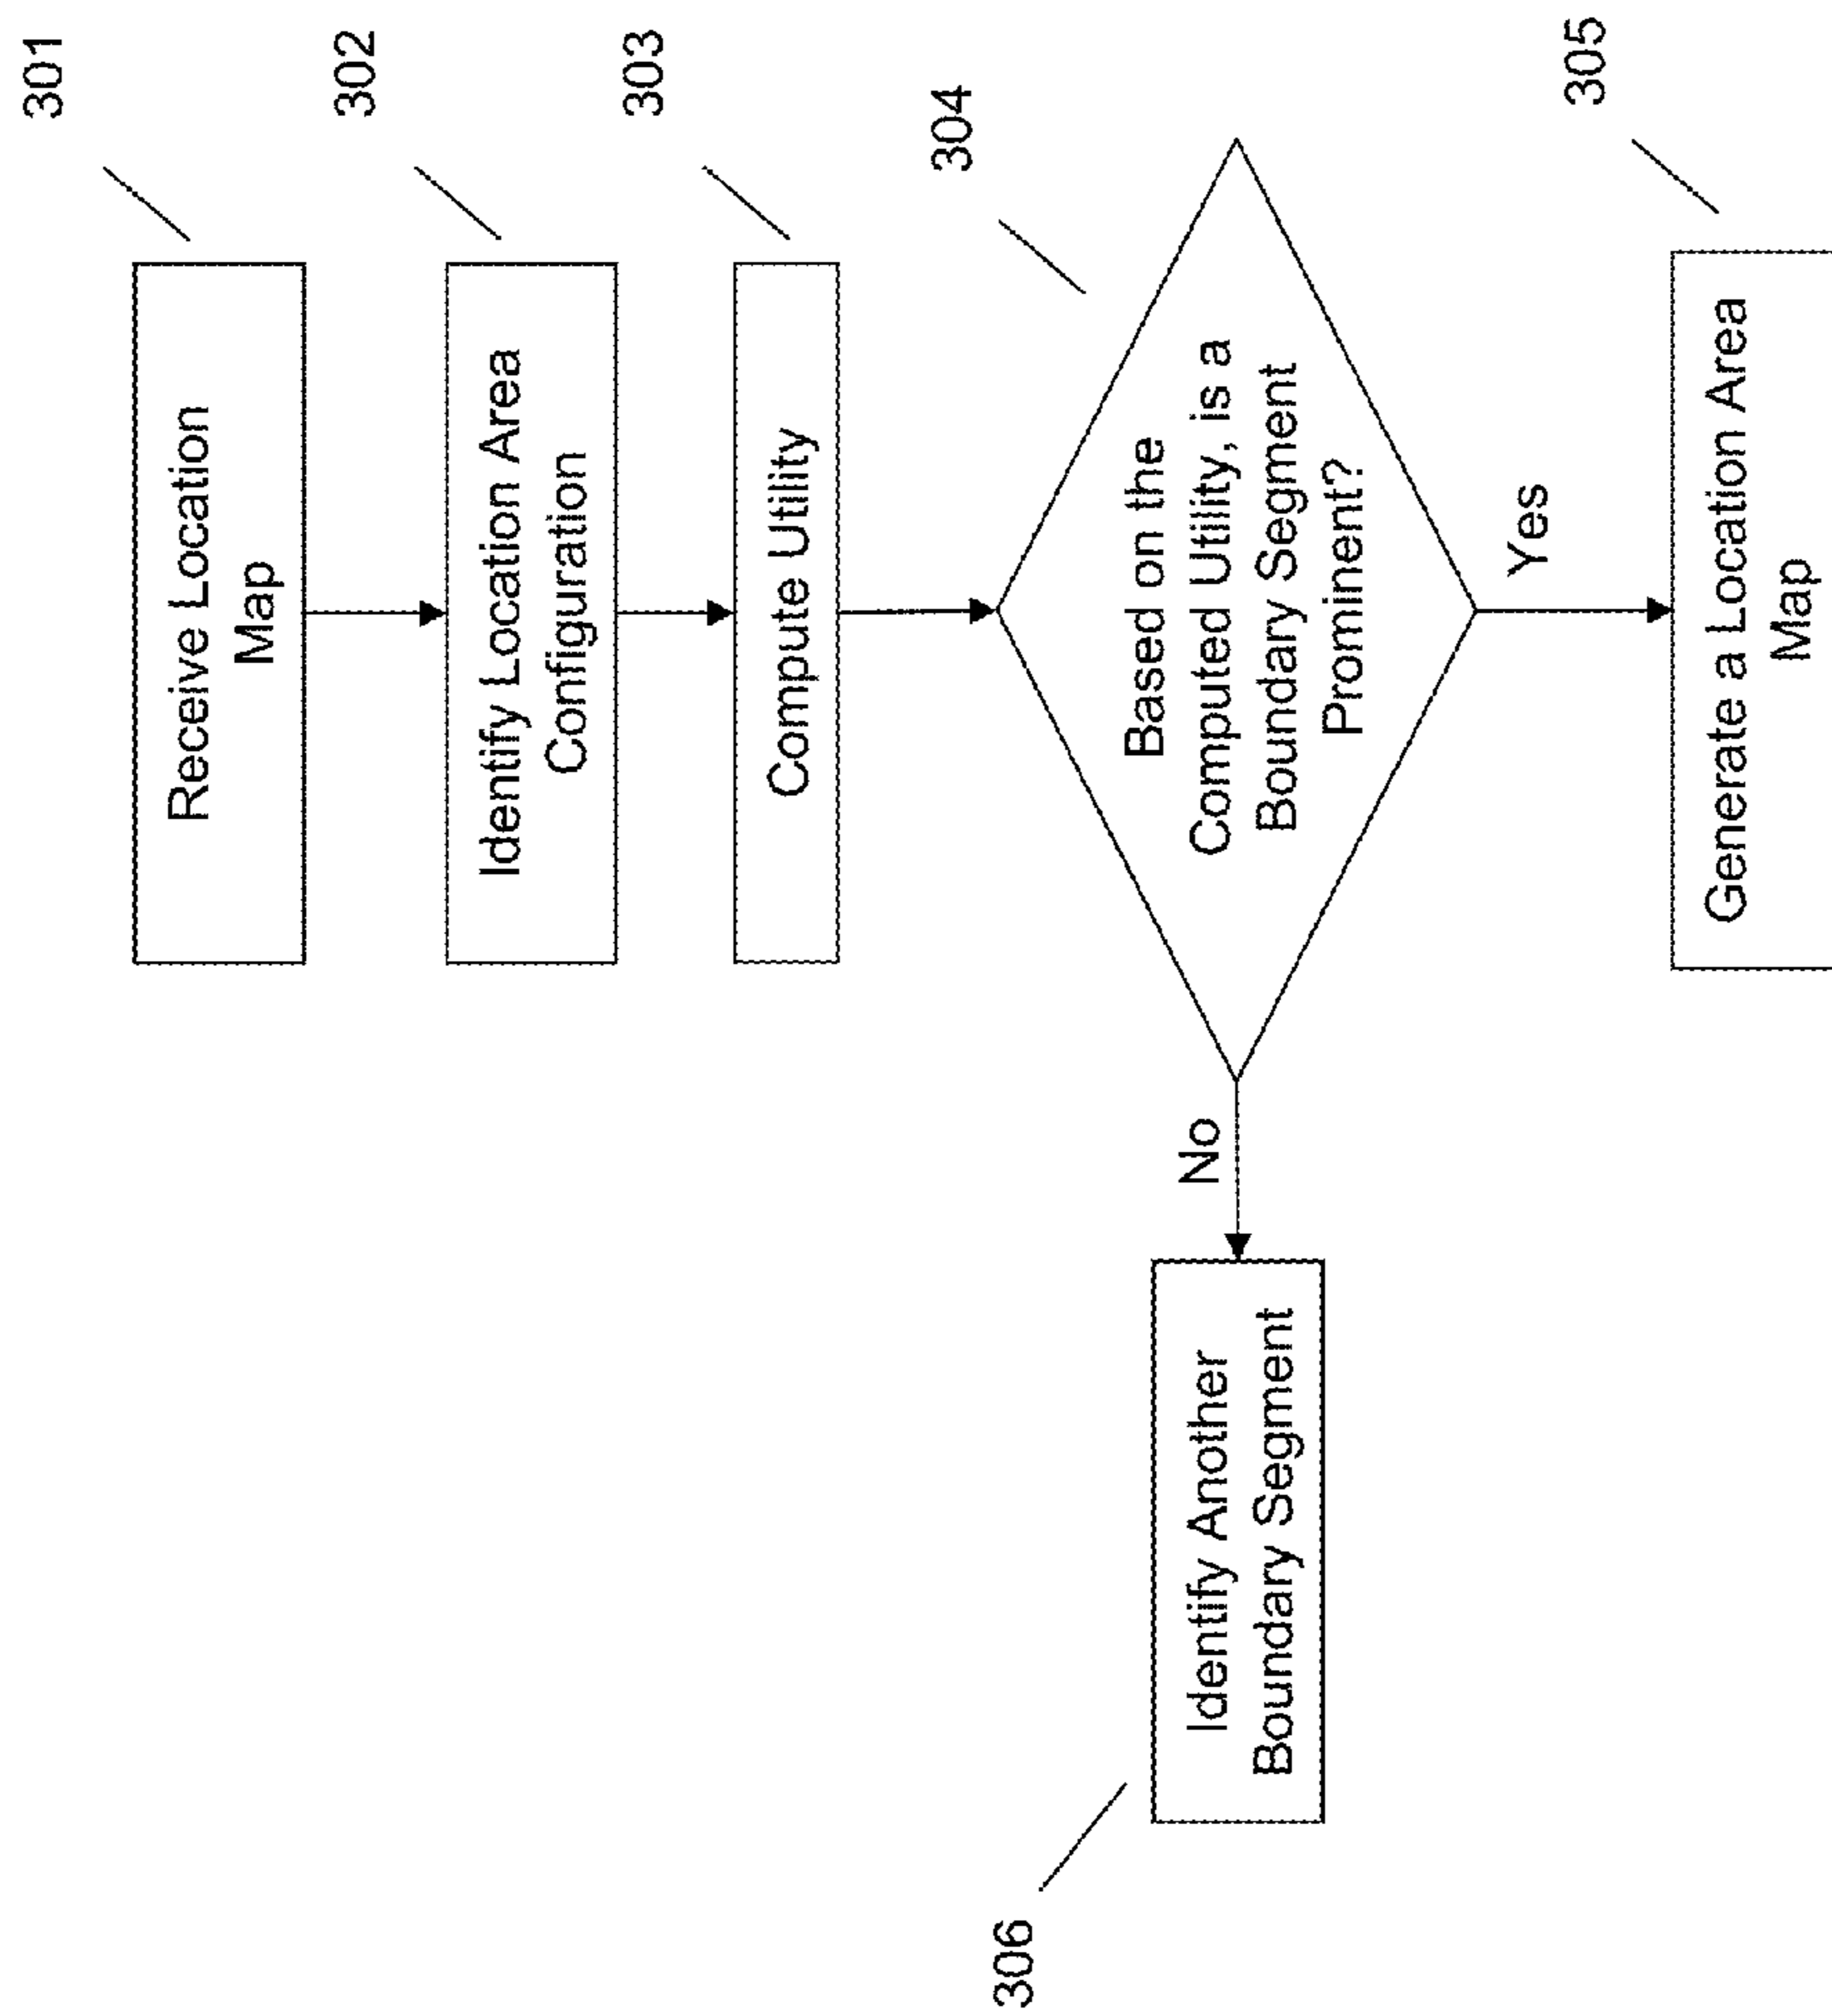 301
Receive Location
Map
302
Identify Location Area
Configuration
303
Compute Utility
304
Based on the
Computed Utility, is a
Boundary Segment
Prominent?
No
Yes
306
Identify Another
Boundary Segment
305
Generate a Location Area
Map